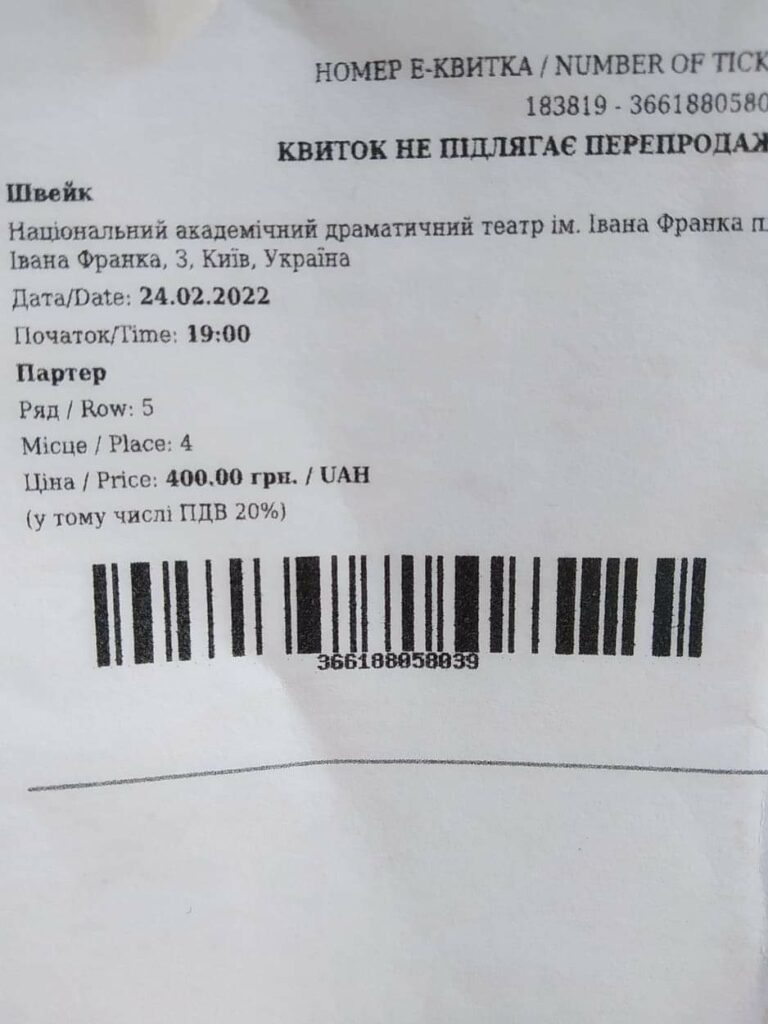 НОМЕР Е-КВИТКА / NUMBER OF TICK
183819 - 3661880580
КВИТОК НЕ ПІДЛЯГАЄ ПЕРЕПРОДАЖ
Швейк
Національний академічний драматичний театр ім. Івана Франка п
Івана Франка, 3, Київ, Україна
Дата/Date: 24.02.2022
Початок/Time: 19:00
Партер
Ряд / Row: 5
Місце / Place: 4
Ціна / Price: 400.00 грн. / UAH
(у тому числі ПДВ 20%)
366188058039